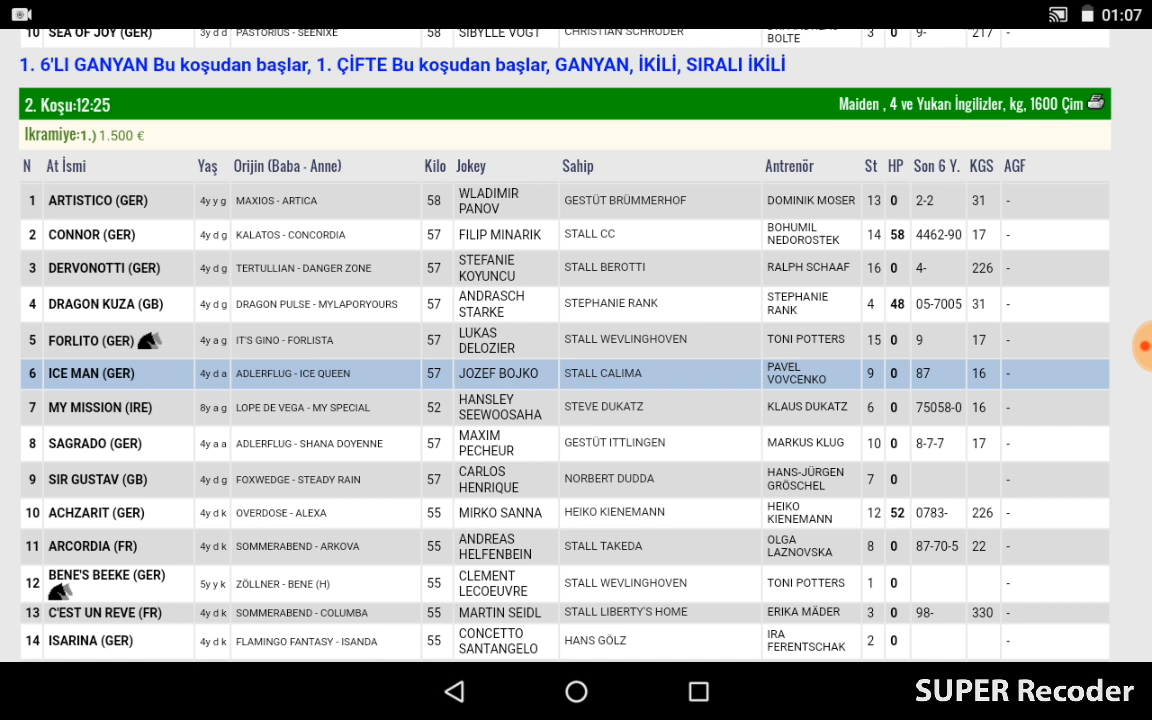 01:07
10 SEA OF JOY (GER) 3y d d PASTORIUS - SEENIXE 58 SIBYLLE VOGT CHRISTIAN SCHRÖDER BOLTE 3 0 9- 217 -
1. 6'LI GANYAN Bu koşudan başlar, 1. ÇİFTE Bu koşudan başlar, GANYAN, İKİLİ, SIRALI İKİLİ
2. Koşu:12:25 Maiden , 4 ve Yukarı İngilizler, kg, 1600 Çim
Ikramiye:1.) 1.500 €
N At İsmi Yaş Orijin (Baba - Anne) Kilo Jokey Sahip Antrenör St HP Son 6 Y. KGS AGF
1 ARTISTICO (GER) 4y y g MAXIOS - ARTICA 58 WLADIMIR PANOV GESTÜT BRÜMMERHOF DOMINIK MOSER 13 0 2-2 31 -
2 CONNOR (GER) 4y d g KALATOS - CONCORDIA 57 FILIP MINARIK STALL CC BOHUMIL NEDOROSTEK 14 58 4462-90 17 -
3 DERVONOTTI (GER) 4y d g TERTULLIAN - DANGER ZONE 57 STEFANIE KOYUNCU STALL BEROTTI RALPH SCHAAF 16 0 4- 226 -
4 DRAGON KUZA (GB) 4y d g DRAGON PULSE - MYLAPORYOURS 57 ANDRASCH STARKE STEPHANIE RANK STEPHANIE RANK 4 48 05-7005 31 -
5 FORLITO (GER) 4y a g IT'S GINO - FORLISTA 57 LUKAS DELOZIER STALL WEVLINGHOVEN TONI POTTERS 15 0 9 17 -
6 ICE MAN (GER) 4y d a ADLERFLUG - ICE QUEEN 57 JOZEF BOJKO STALL CALIMA PAVEL VOVCENKO 9 0 87 16 -
7 MY MISSION (IRE) 8y a g LOPE DE VEGA - MY SPECIAL 52 HANSLEY SEEWOOSAHA STEVE DUKATZ KLAUS DUKATZ 6 0 75058-0 16 -
8 SAGRADO (GER) 4y a a ADLERFLUG - SHANA DOYENNE 57 MAXIM PECHEUR GESTÜT ITTLINGEN MARKUS KLUG 10 0 8-7-7 17 -
9 SIR GUSTAV (GB) 4y d g FOXWEDGE - STEADY RAIN 57 CARLOS HENRIQUE NORBERT DUDDA HANS-JÜRGEN GRÖSCHEL 7 0 -
10 ACHZARIT (GER) 4y d k OVERDOSE - ALEXA 55 MIRKO SANNA HEIKO KIENEMANN HEIKO KIENEMANN 12 52 0783- 226 -
11 ARCORDIA (FR) 4y d k SOMMERABEND - ARKOVA 55 ANDREAS HELFENBEIN STALL TAKEDA OLGA LAZNOVSKA 8 0 87-70-5 22 -
12 BENE'S BEEKE (GER) 5y y k ZÖLLNER - BENE (H) 55 CLEMENT LECOEUVRE STALL WEVLINGHOVEN TONI POTTERS 1 0 -
13 C'EST UN REVE (FR) 4y d k SOMMERABEND - COLUMBA 55 MARTIN SEIDL STALL LIBERTY'S HOME ERIKA MÄDER 3 0 98- 330 -
14 ISARINA (GER) 4y d k FLAMINGO FANTASY - ISANDA 55 CONCETTO SANTANGELO HANS GÖLZ IRA FERENTSCHAK 2 0 -
SUPER Recoder